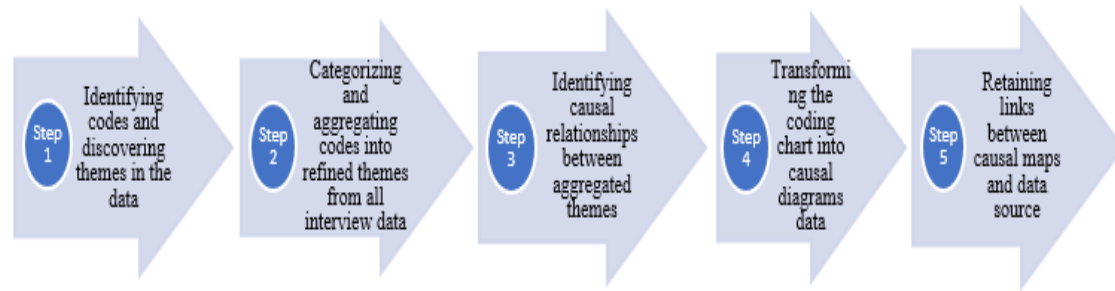 Step
1
Identifying
codes and
discovering
themes in the
data
Step
2
Categorizing
and
aggregating
codes into
refined themes
from all
interview data
Step
3
Identifying
causal
relationships
between
aggregated
themes
Step
4
Transformi
ng the
coding
chart into
causal
diagrams
data
Step
5
Retaining
links
between
causal maps
and data
source